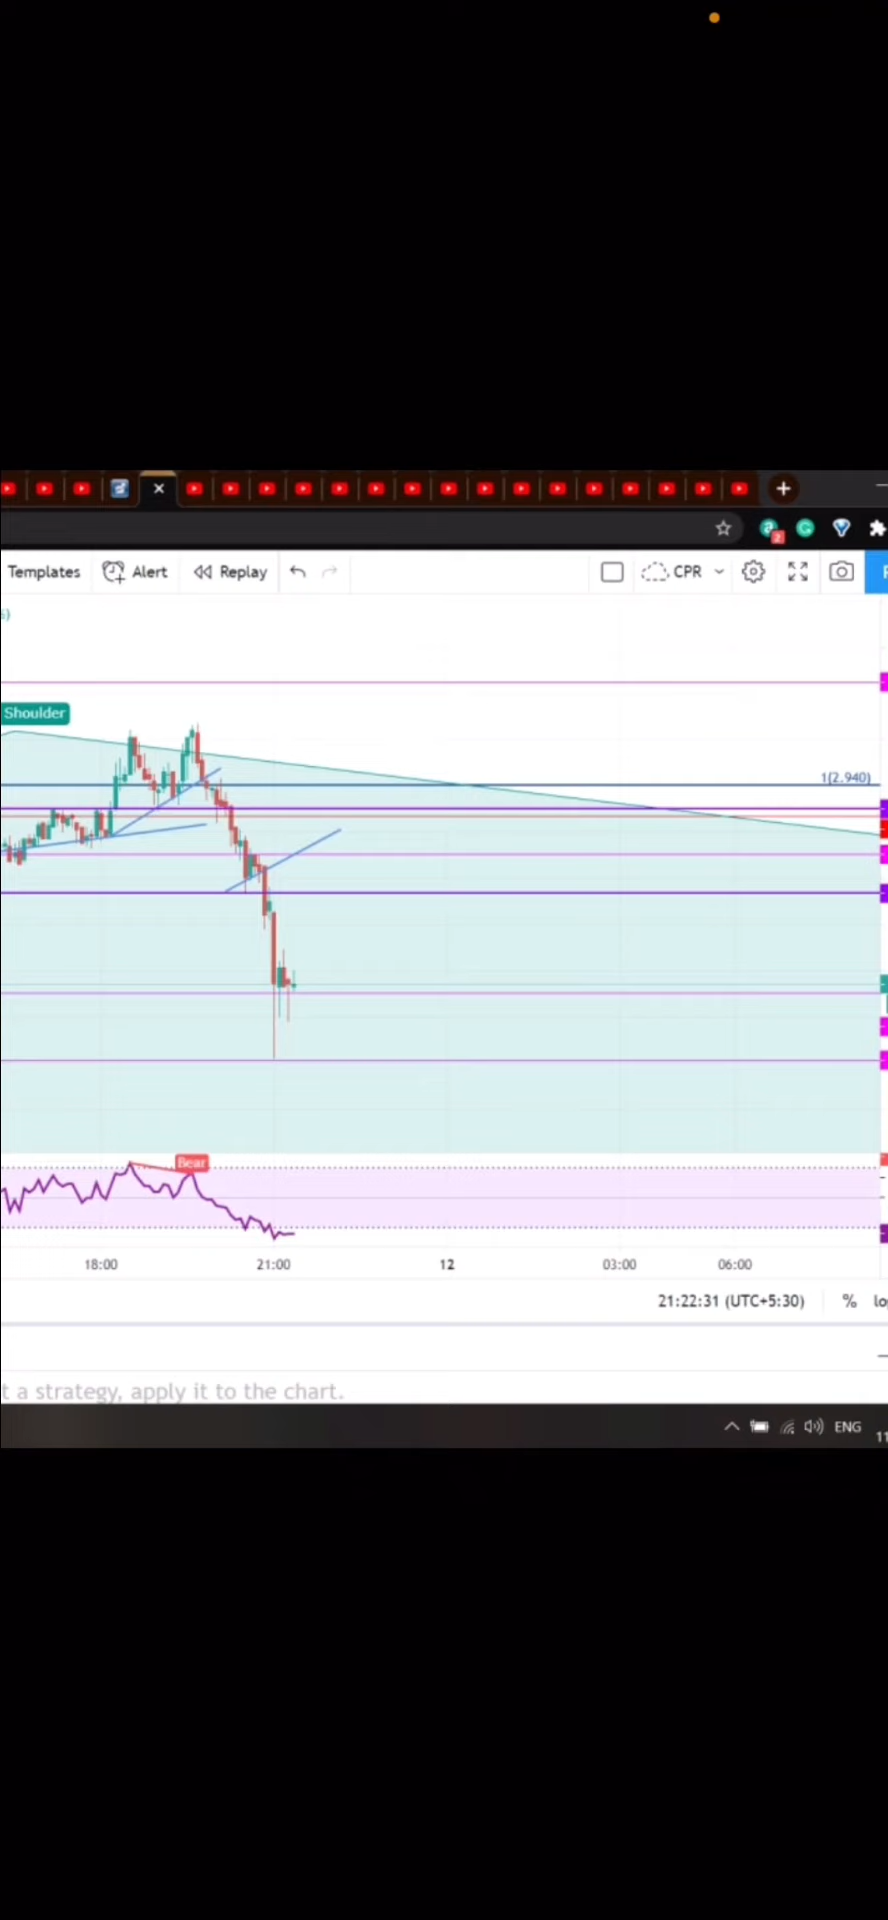 2
Templates Alert Replay CPR
Shoulder
1(2.940)
Bear
18:00 21:00 12 03:00 06:00
21:22:31 (UTC+5:30) %
t a strategy, apply it to the chart.
ENG